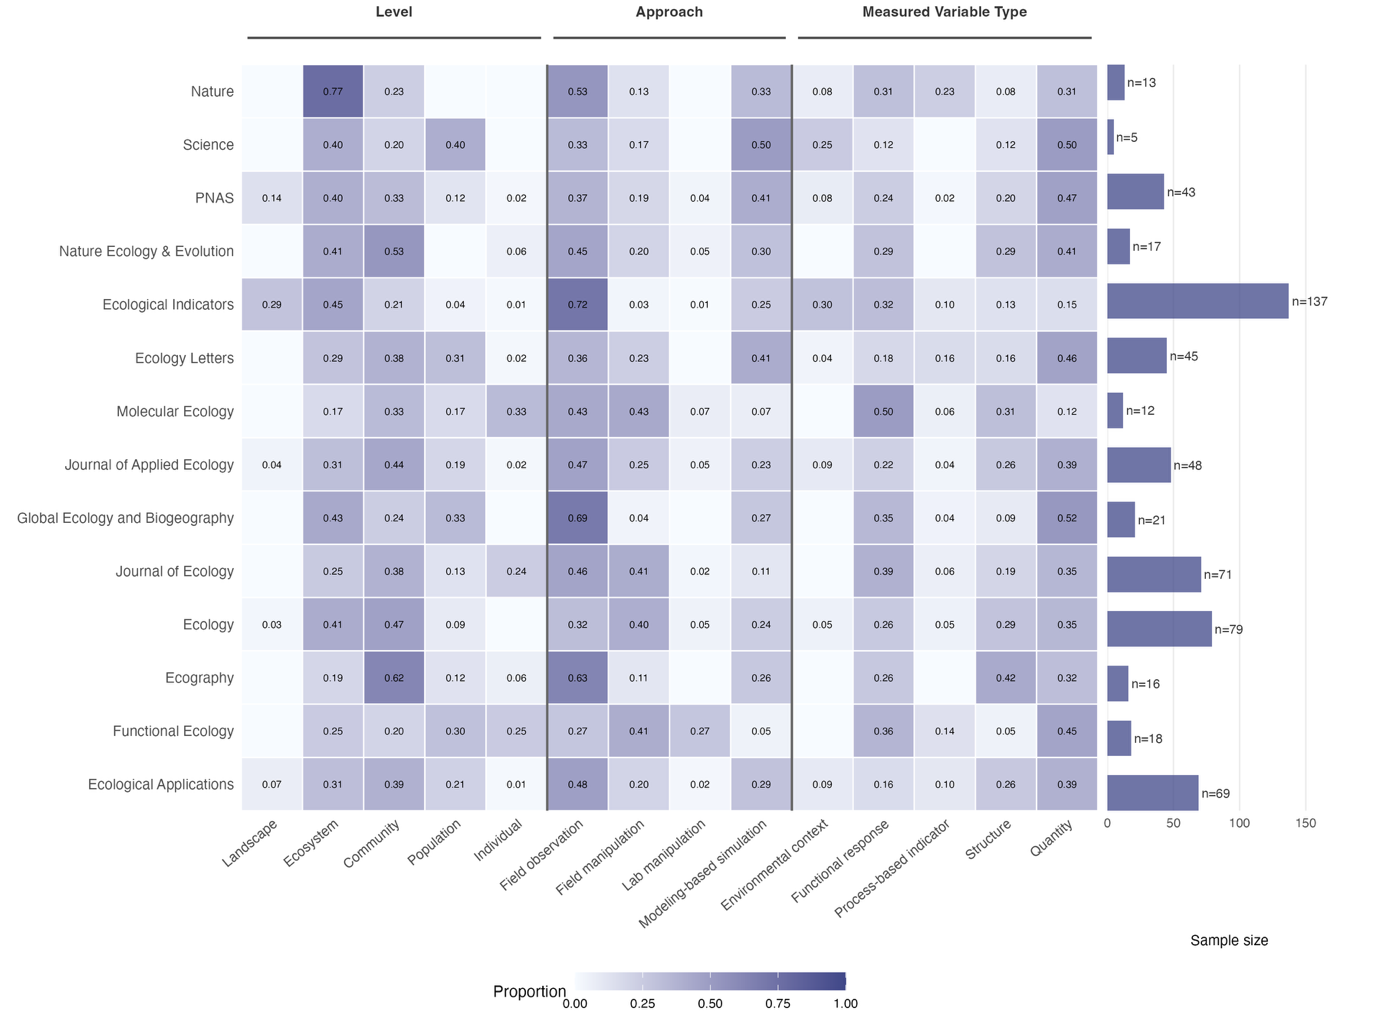 Level Approach Measured Variable Type
Nature 0.77 0.23 0.53 0.13 0.33 0.08 0.31 0.23 0.08 0.31 n=13
Science 0.40 0.20 0.40 0.33 0.17 0.50 0.25 0.12 0.12 0.50 n=5
PNAS 0.14 0.40 0.33 0.12 0.02 0.37 0.19 0.04 0.41 0.08 0.24 0.02 0.20 0.47 n=43
Nature Ecology & Evolution 0.41 0.53 0.06 0.45 0.20 0.05 0.30 0.29 0.29 0.41 n=17
Ecological Indicators 0.29 0.45 0.21 0.04 0.01 0.72 0.03 0.01 0.25 0.30 0.32 0.10 0.13 0.15 n=137
Ecology Letters 0.29 0.38 0.31 0.02 0.36 0.23 0.41 0.04 0.18 0.16 0.16 0.46 n=45
Molecular Ecology 0.17 0.33 0.17 0.33 0.43 0.43 0.07 0.07 0.50 0.06 0.31 0.12 n=12
Journal of Applied Ecology 0.04 0.31 0.44 0.19 0.02 0.47 0.25 0.05 0.23 0.09 0.22 0.04 0.26 0.39 n=48
Global Ecology and Biogeography 0.43 0.24 0.33 0.69 0.04 0.27 0.35 0.04 0.09 0.52 n=21
Journal of Ecology 0.25 0.38 0.13 0.24 0.46 0.41 0.02 0.11 0.39 0.06 0.19 0.35 n=71
Ecology 0.03 0.41 0.47 0.09 0.32 0.40 0.05 0.24 0.05 0.26 0.05 0.29 0.35 n=79
Ecography 0.19 0.62 0.12 0.06 0.63 0.11 0.26 0.26 0.42 0.32 n=16
Functional Ecology 0.25 0.20 0.30 0.25 0.27 0.41 0.27 0.05 0.36 0.14 0.05 0.45 n=18
Ecological Applications 0.07 0.31 0.39 0.21 0.01 0.48 0.20 0.02 0.29 0.09 0.16 0.10 0.26 0.39 n=69
0 50 100 150
Landscape
Ecosystem
Community
Population
Individual
Field observation
Field manipulation
Lab manipulation
Modeling-based simulation
Environmental context
Functional response
Process-based indicator
Structure
Quantity
Sample size
Proportion
0.00 0.25 0.50 0.75 1.00